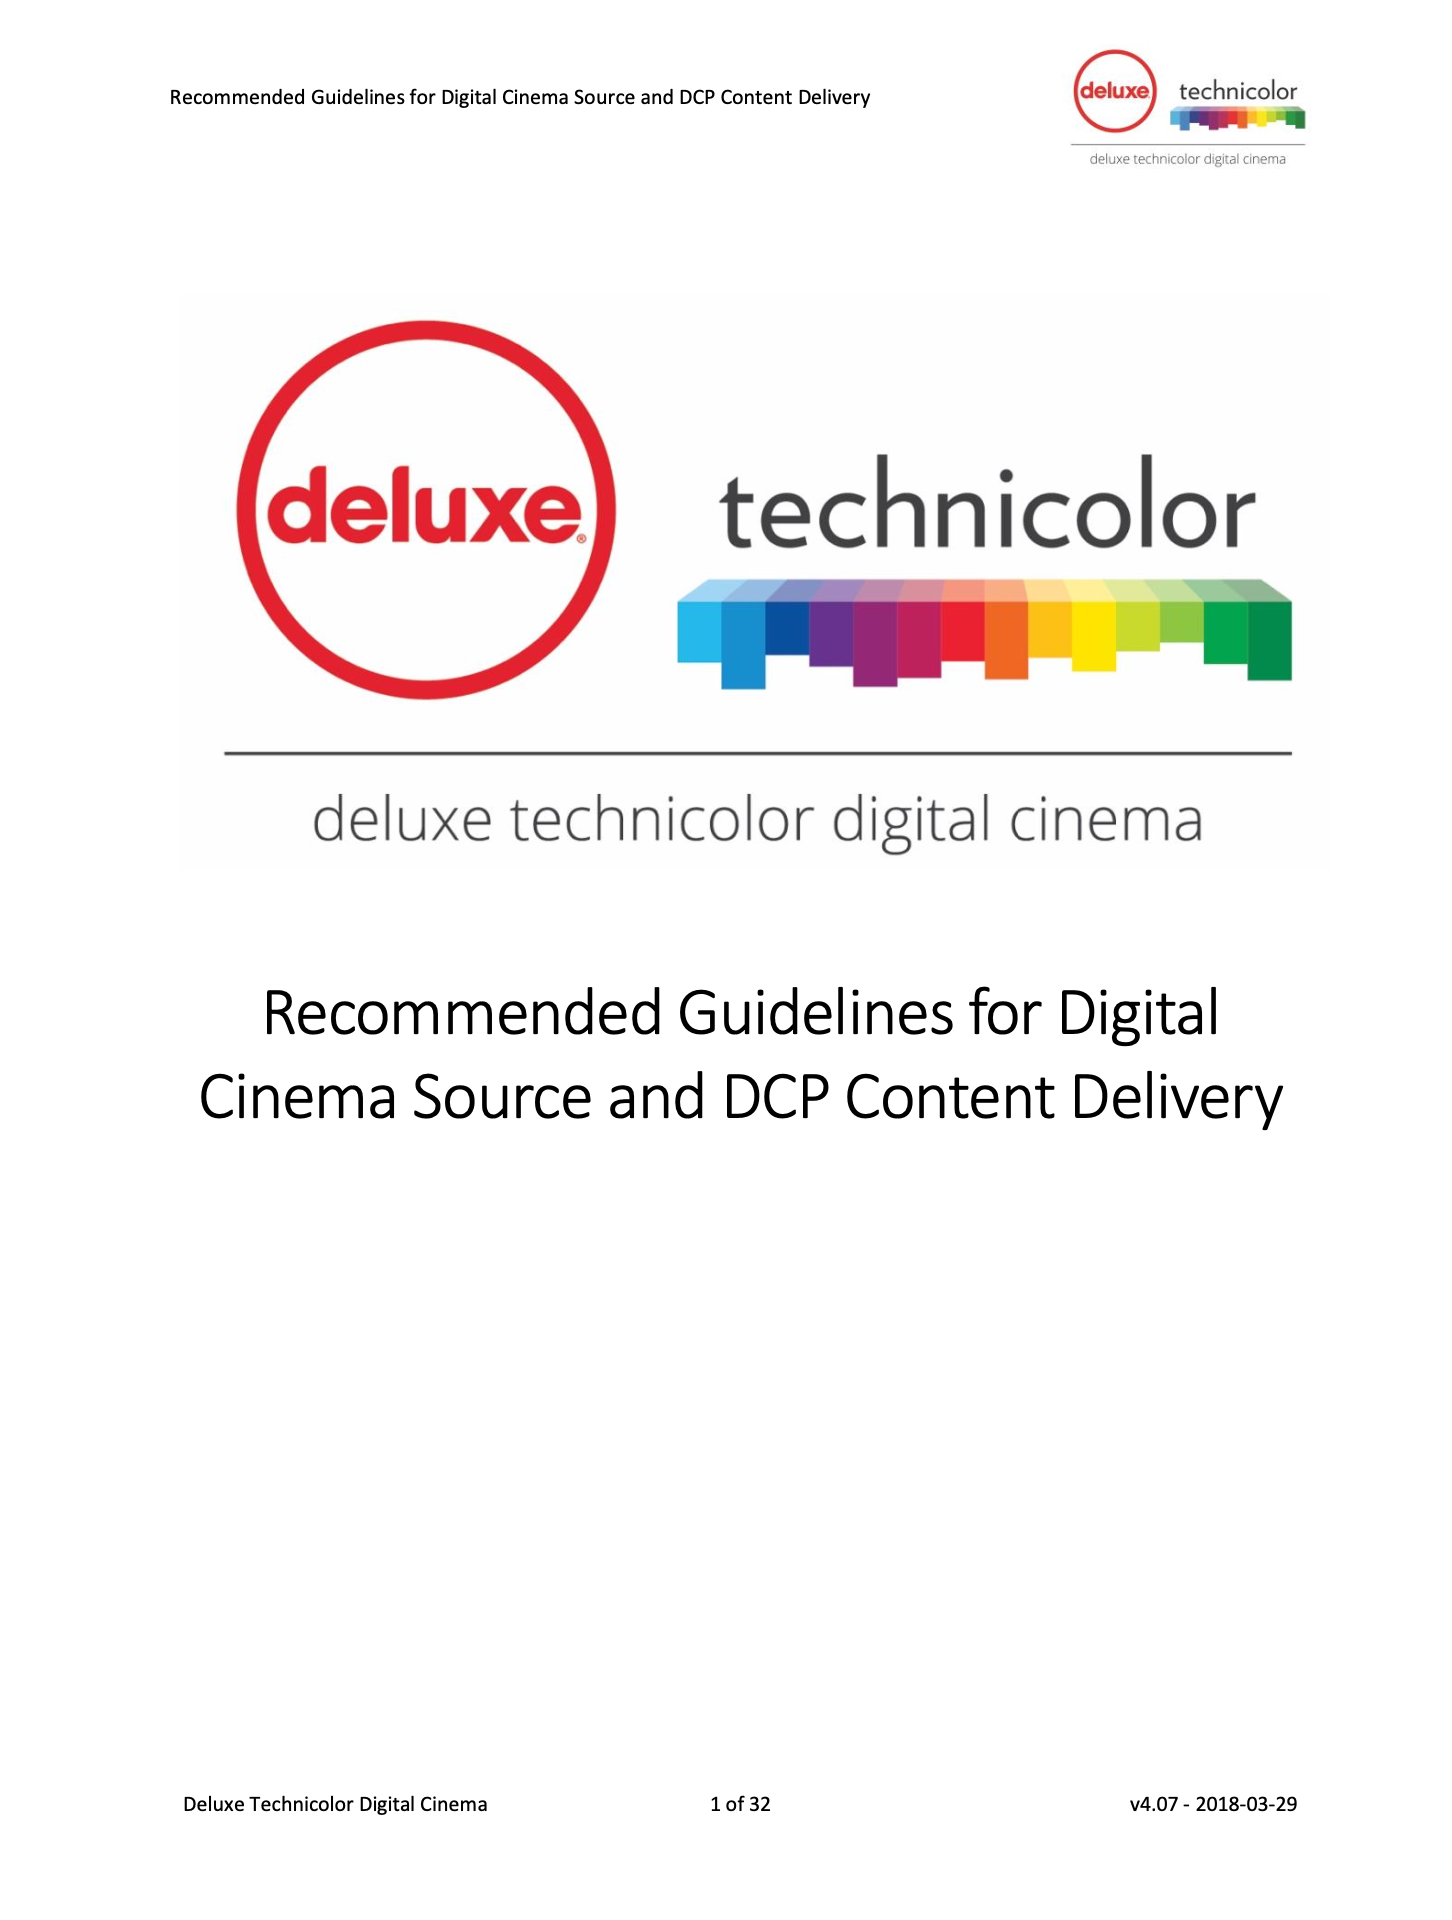 Recommended Guidelines for Digital Cinema Source and DCP Content Delivery
deluxe technicolor
deluxe technicolor digital cinema
deluxe®
technicolor
deluxe technicolor digital cinema
Recommended Guidelines for Digital
Cinema Source and DCP Content Delivery
Deluxe Technicolor Digital Cinema 1 of 32 v4.07 - 2018-03-29